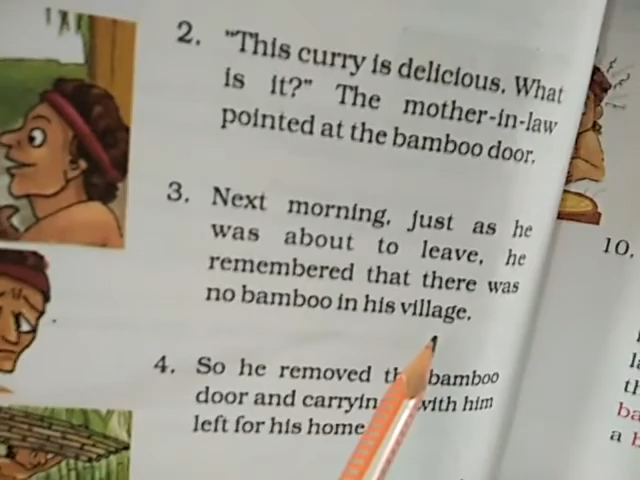 2. "This curry is delicious. What
is it?" The mother-in-law
pointed at the bamboo door.
3. Next morning, just as he
was about to leave, he
remembered that there was
no bamboo in his village.
4. So he removed bamboo
door and with him
left for his home
10.
a